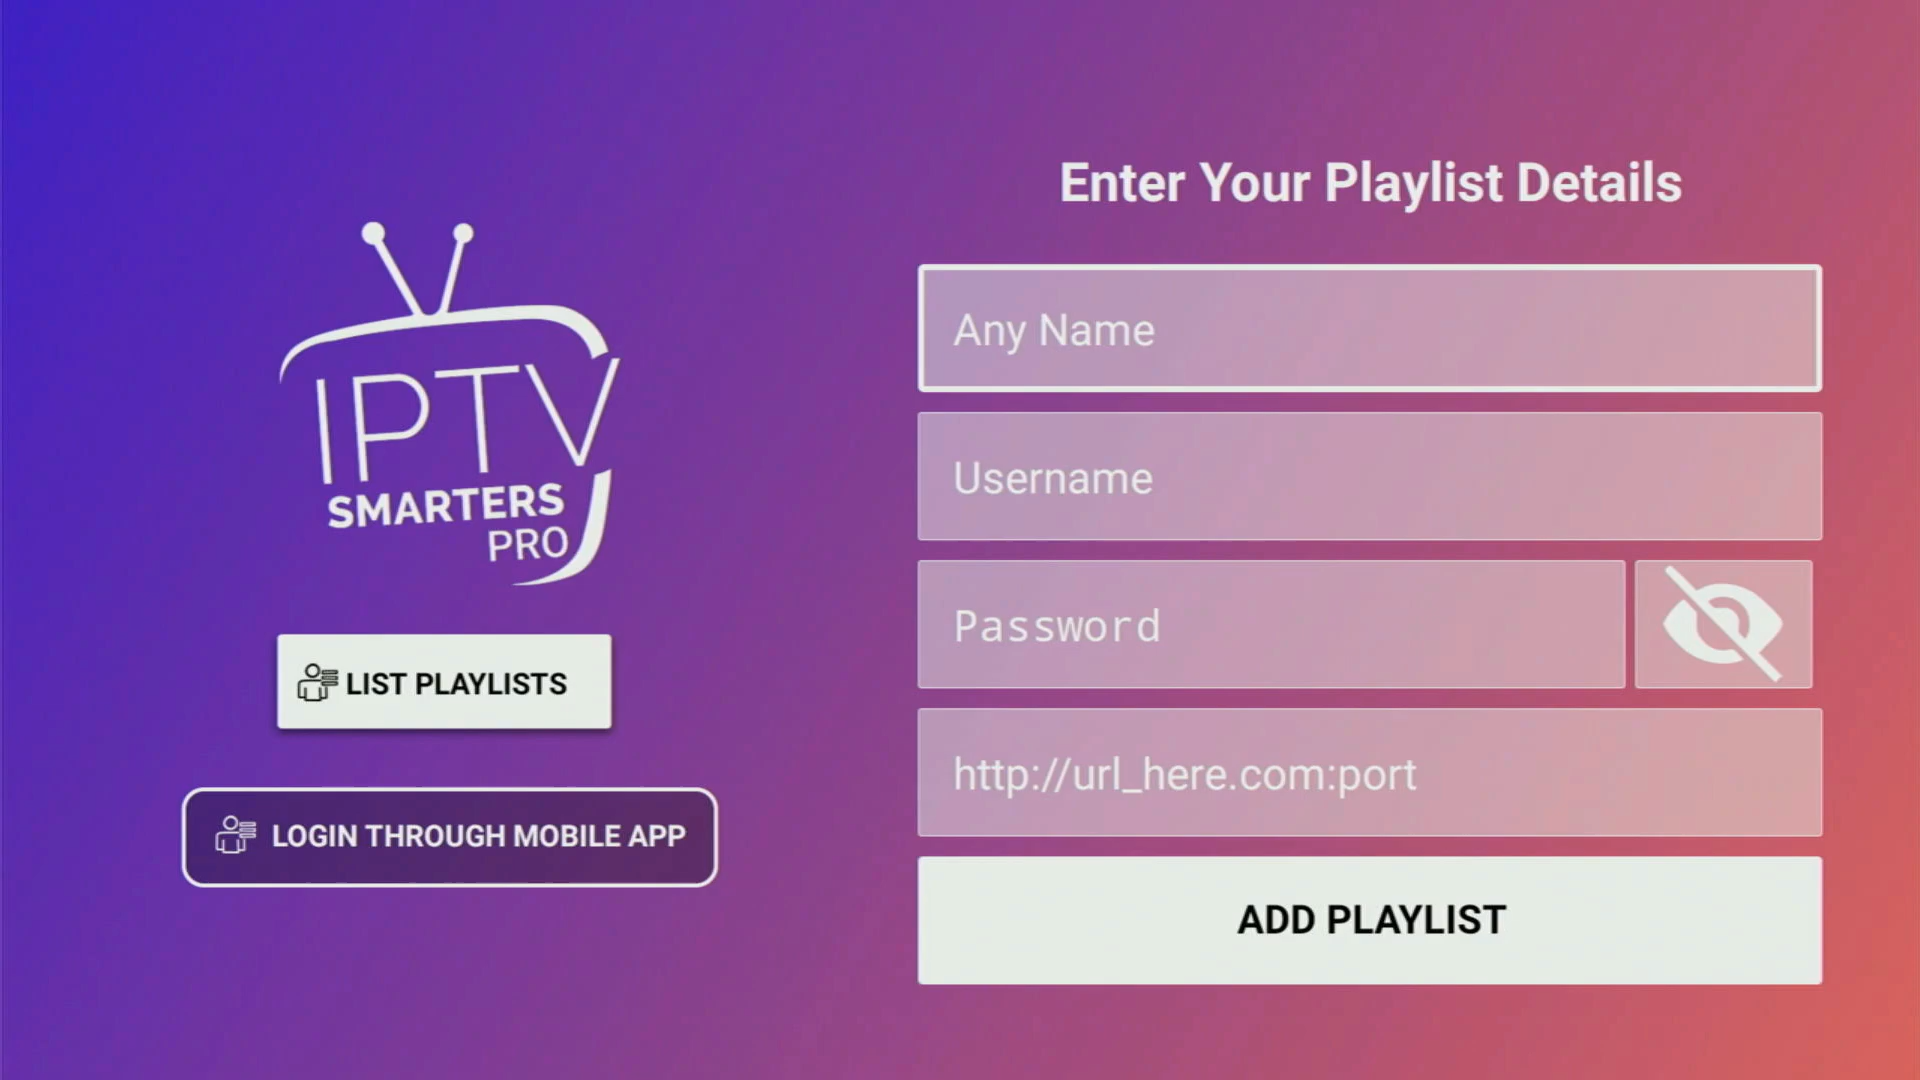 IPTV
SMARTERS
PRO
LIST PLAYLISTS
LOGIN THROUGH MOBILE APP
Enter Your Playlist Details
Any Name
Username
Password
http://url_here.com:port
ADD PLAYLIST